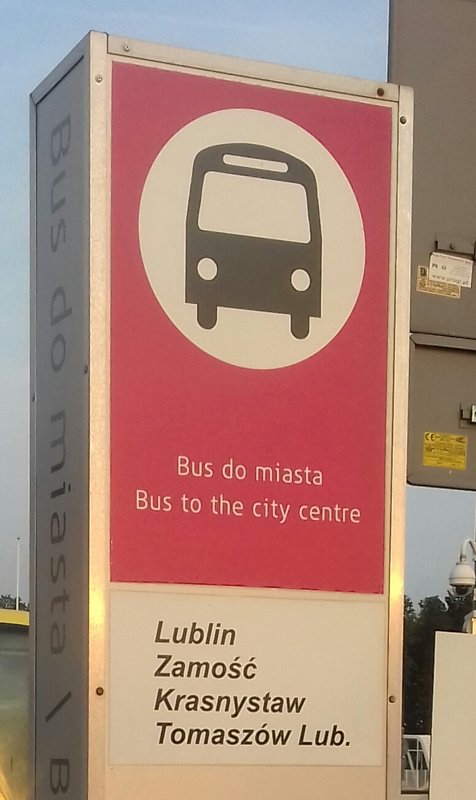 Bus do miasta
Bus to the city centre
Lublin
Zamość
Krasnystaw
Tomaszów Lub.
Bus do miasta \ B